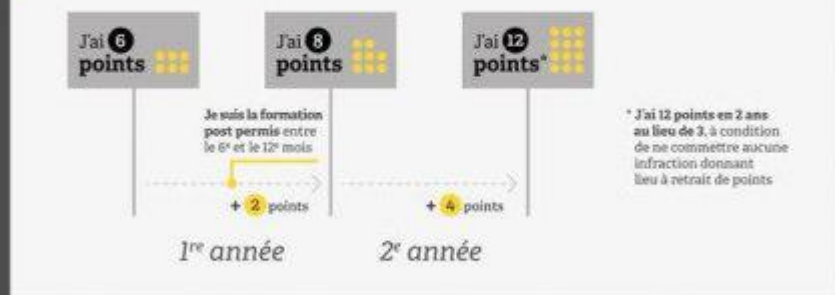 J'ai 6
points
J'ai 8
points
J'ai 12
points*
Je suis la formation
post permis entre
le 6e et le 12e mois
* J'ai 12 points en 2 ans
au lieu de 3, à condition
de ne commettre aucune
infraction donnant
lieu à retrait de points
+ 2 points
+ 4 points
1re année
2e année